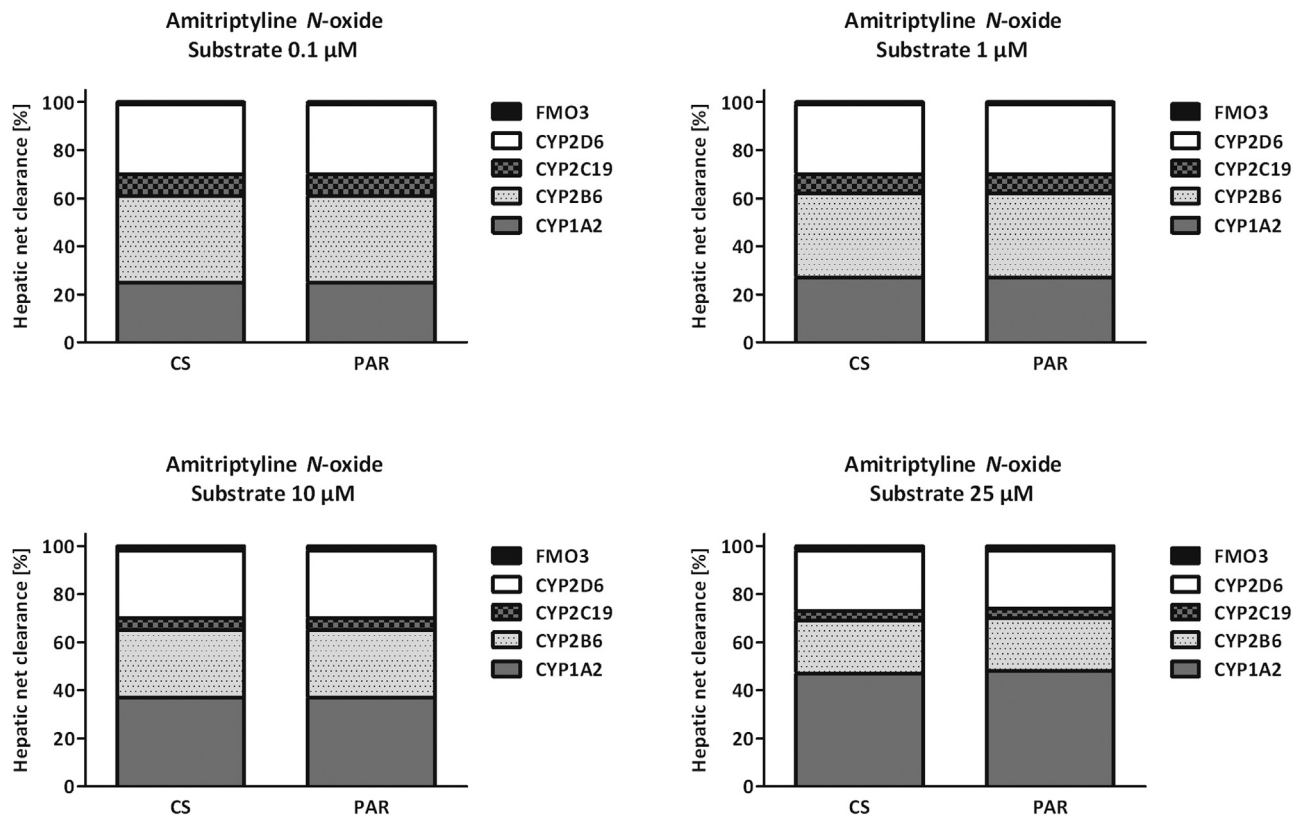 Amitriptyline N-oxide
Substrate 0.1 µM
Hepatic net clearance [%]
100
80
60
40
20
0
CS
PAR
FMO3
CYP2D6
CYP2C19
CYP2B6
CYP1A2
Amitriptyline N-oxide
Substrate 1 µM
Hepatic net clearance [%]
100
80
60
40
20
0
CS
PAR
FMO3
CYP2D6
CYP2C19
CYP2B6
CYP1A2
Amitriptyline N-oxide
Substrate 10 µM
Hepatic net clearance [%]
100
80
60
40
20
0
CS
PAR
FMO3
CYP2D6
CYP2C19
CYP2B6
CYP1A2
Amitriptyline N-oxide
Substrate 25 µM
Hepatic net clearance [%]
100
80
60
40
20
0
CS
PAR
FMO3
CYP2D6
CYP2C19
CYP2B6
CYP1A2